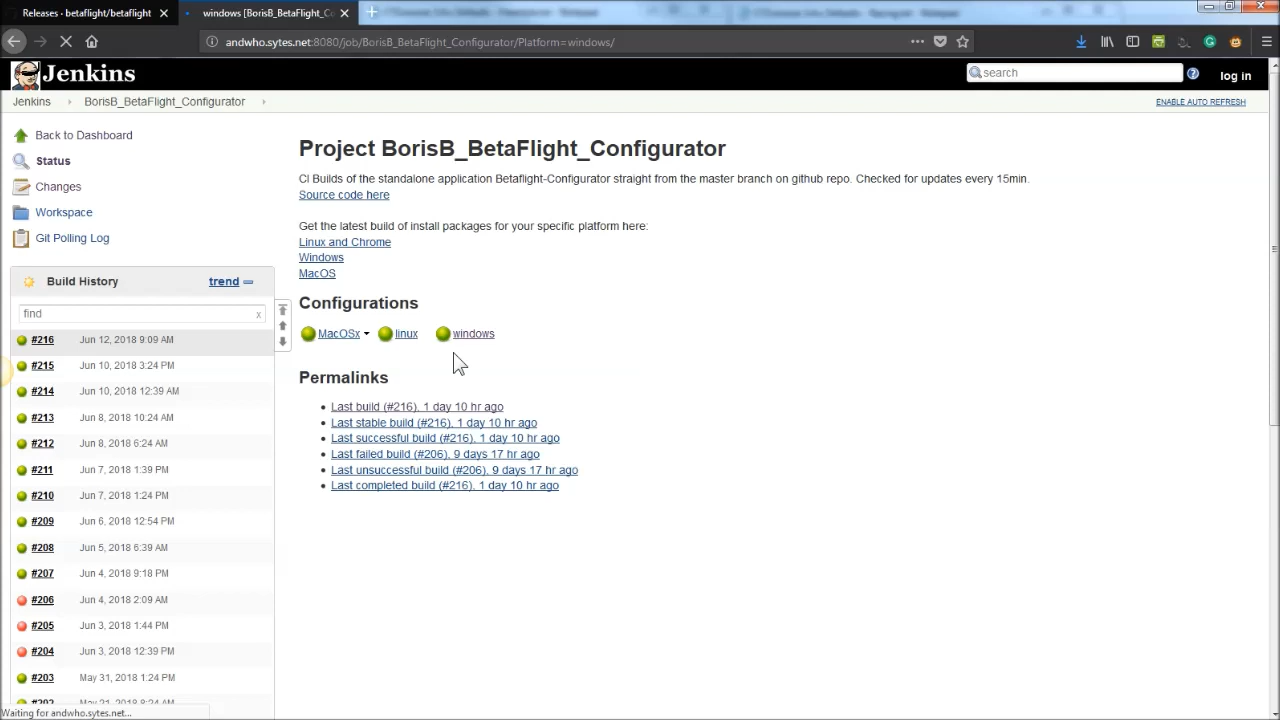 Releases · betaflight/betaflight
windows [BorisB_BetaFlight_Co
andwho.sytes.net:8080/job/BorisB_BetaFlight_Configurator/Platform=windows/
Jenkins
search
log in
Jenkins
BorisB_BetaFlight_Configurator
ENABLE AUTO REFRESH
Back to Dashboard
Status
Changes
Workspace
Git Polling Log
Build History
trend
find
x
#216 Jun 12, 2018 9:09 AM
#215 Jun 10, 2018 3:24 PM
#214 Jun 10, 2018 12:39 AM
#213 Jun 8, 2018 10:24 AM
#212 Jun 8, 2018 6:24 AM
#211 Jun 7, 2018 1:39 PM
#210 Jun 7, 2018 1:24 PM
#209 Jun 6, 2018 12:54 PM
#208 Jun 5, 2018 6:39 AM
#207 Jun 4, 2018 9:18 PM
#206 Jun 4, 2018 2:09 AM
#205 Jun 3, 2018 1:44 PM
#204 Jun 3, 2018 12:39 PM
#203 May 31, 2018 1:24 PM
Project BorisB_BetaFlight_Configurator
CI Builds of the standalone application Betaflight-Configurator straight from the master branch on github repo. Checked for updates every 15min.
Source code here
Get the latest build of install packages for your specific platform here:
Linux and Chrome
Windows
MacOS
Configurations
MacOSx linux windows
Permalinks
Last build (#216), 1 day 10 hr ago
Last stable build (#216), 1 day 10 hr ago
Last successful build (#216), 1 day 10 hr ago
Last failed build (#206), 9 days 17 hr ago
Last unsuccessful build (#206), 9 days 17 hr ago
Last completed build (#216), 1 day 10 hr ago
Waiting for andwho.sytes.net...